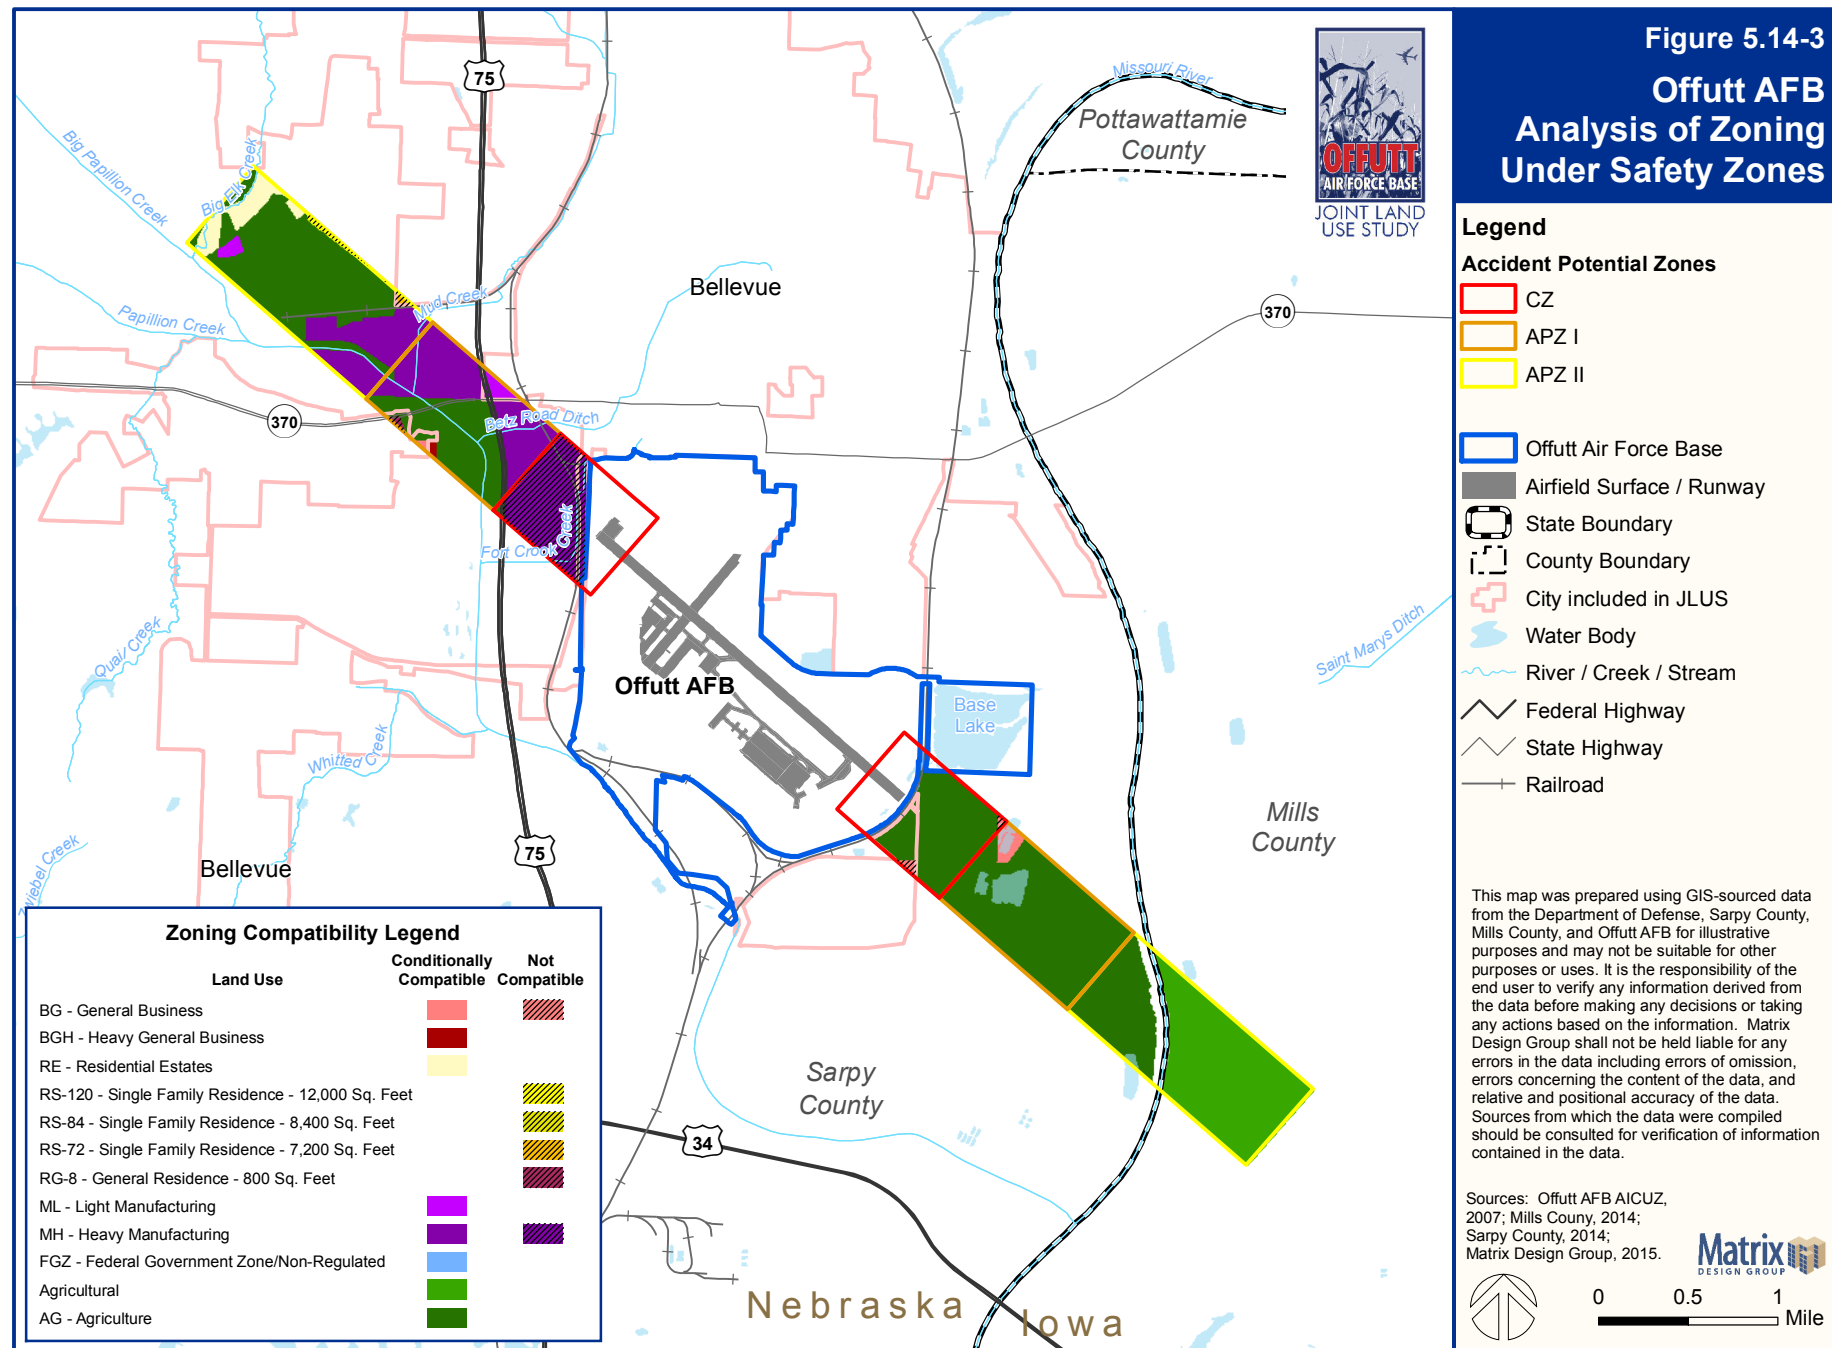 Figure 5.14-3
Offutt AFB
Analysis of Zoning
Under Safety Zones
Legend
Accident Potential Zones
CZ
APZ I
APZ II
Offutt Air Force Base
Airfield Surface / Runway
State Boundary
County Boundary
City included in JLUS
Water Body
River / Creek / Stream
Federal Highway
State Highway
Railroad
This map was prepared using GIS-sourced data
from the Department of Defense, Sarpy County,
Mills County, and Offutt AFB for illustrative
purposes and may not be suitable for other
purposes or uses. It is the responsibility of the
end user to verify any information derived from
the data before making any decisions or taking
any actions based on the information. Matrix
Design Group shall not be held liable for any
errors in the data including errors of omission,
errors concerning the content of the data, and
relative and positional accuracy of the data.
Sources from which the data were compiled
should be consulted for verification of information
contained in the data.
Sources: Offutt AFB AICUZ,
2007; Mills Couny, 2014;
Sarpy County, 2014;
Matrix Design Group, 2015.
Matrix
DESIGN GROUP
0 0.5 1
Mile
OFFUTT
AIR FORCE BASE
JOINT LAND
USE STUDY
75
Missouri River
Pottawattamie
County
Big Papillion Creek
Big Elk Creek
Bellevue
Mud Creek
Papillion Creek
370
370
Betz Road Ditch
Fort Crook Creek
Quail Creek
Saint Marys Ditch
Offutt AFB
Base
Lake
Whitted Creek
Mills
County
75
Bellevue
Zwiebel Creek
Sarpy
County
34
Nebraska
Iowa
Zoning Compatibility Legend
Land Use
Conditionally
Compatible
Not
Compatible
BG - General Business
BGH - Heavy General Business
RE - Residential Estates
RS-120 - Single Family Residence - 12,000 Sq. Feet
RS-84 - Single Family Residence - 8,400 Sq. Feet
RS-72 - Single Family Residence - 7,200 Sq. Feet
RG-8 - General Residence - 800 Sq. Feet
ML - Light Manufacturing
MH - Heavy Manufacturing
FGZ - Federal Government Zone/Non-Regulated
Agricultural
AG - Agriculture